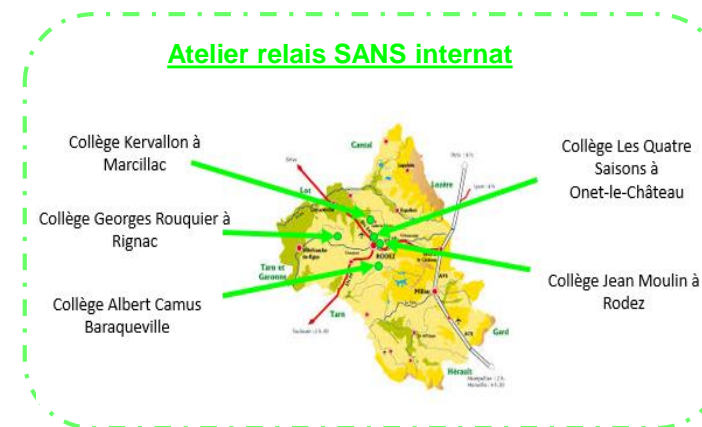 Atelier relais SANS internat
Collège Kervallon à
Marcillac
Collège Georges Rouquier à
Rignac
Collège Albert Camus
Baraqueville
Collège Les Quatre
Saisons à
Onet-le-Château
Collège Jean Moulin à
Rodez
Cantal
Lot
Lozère
RODEZ
Tarn et
Garonne
Millau
Tarn
Gard
Hérault